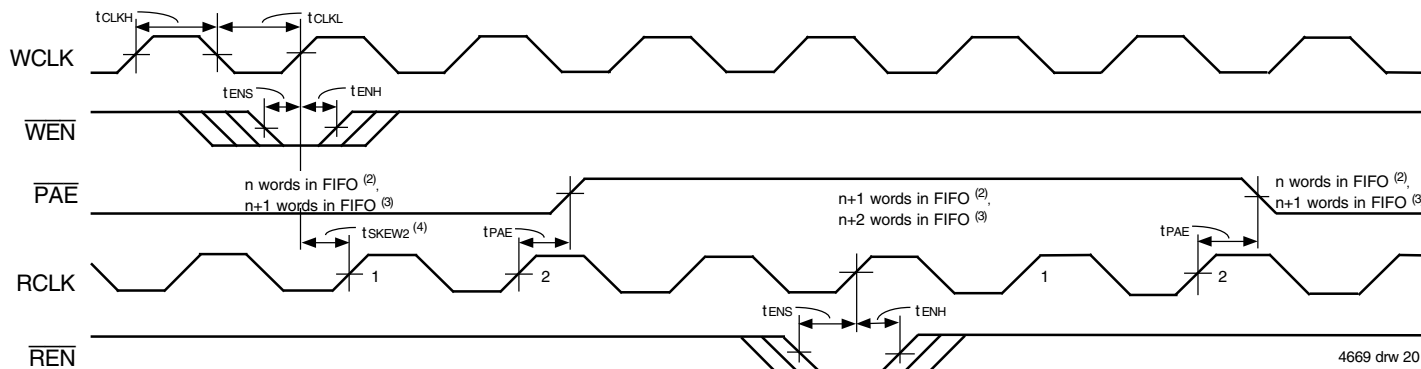 tCLKH tCLKL
WCLK
tENS tENH
WEN
PAE
n words in FIFO (2),
n+1 words in FIFO (3)
n+1 words in FIFO (2),
n+2 words in FIFO (3)
n words in FIFO (2),
n+1 words in FIFO (3
tSKEW2 (4) tPAE tPAE
RCLK 1 2 1 2
tENS tENH
REN
4669 drw 20